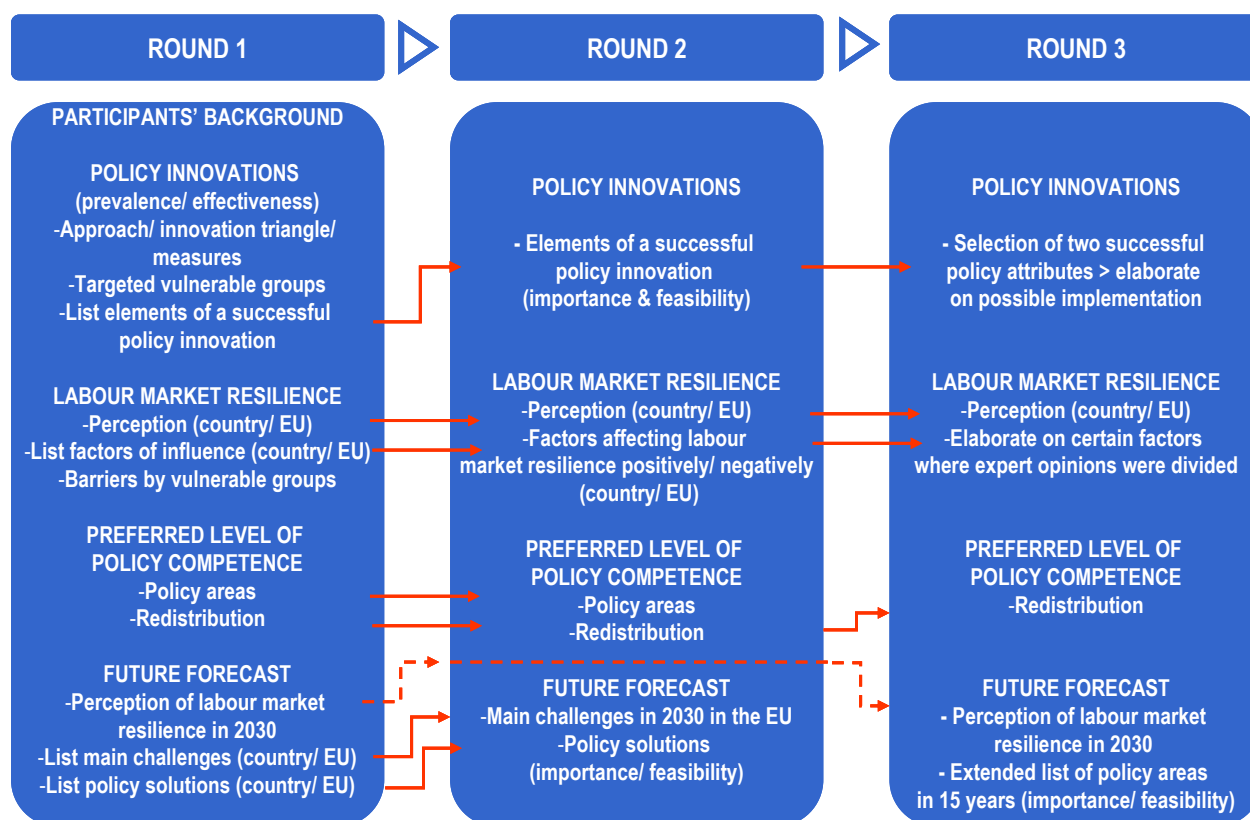 ROUND 1
ROUND 2
ROUND 3
PARTICIPANTS' BACKGROUND
POLICY INNOVATIONS
(prevalence/ effectiveness)
-Approach/ innovation triangle/
measures
-Targeted vulnerable groups
-List elements of a successful
policy innovation
LABOUR MARKET RESILIENCE
-Perception (country/ EU)
-List factors of influence (country/ EU)
-Barriers by vulnerable groups
PREFERRED LEVEL OF
POLICY COMPETENCE
-Policy areas
-Redistribution
FUTURE FORECAST
-Perception of labour market
resilience in 2030
-List main challenges (country/ EU)
-List policy solutions (country/ EU)
POLICY INNOVATIONS
- Elements of a successful
policy innovation
(importance & feasibility)
LABOUR MARKET RESILIENCE
-Perception (country/ EU)
-Factors affecting labour
market resilience positively/ negatively
(country/ EU)
PREFERRED LEVEL OF
POLICY COMPETENCE
-Policy areas
-Redistribution
FUTURE FORECAST
-Main challenges in 2030 in the EU
-Policy solutions
(importance/ feasibility)
POLICY INNOVATIONS
- Selection of two successful
policy attributes > elaborate
on possible implementation
LABOUR MARKET RESILIENCE
-Perception (country/ EU)
-Elaborate on certain factors
where expert opinions were divided
PREFERRED LEVEL OF
POLICY COMPETENCE
-Redistribution
FUTURE FORECAST
- Perception of labour market
resilience in 2030
- Extended list of policy areas
in 15 years (importance/ feasibility)